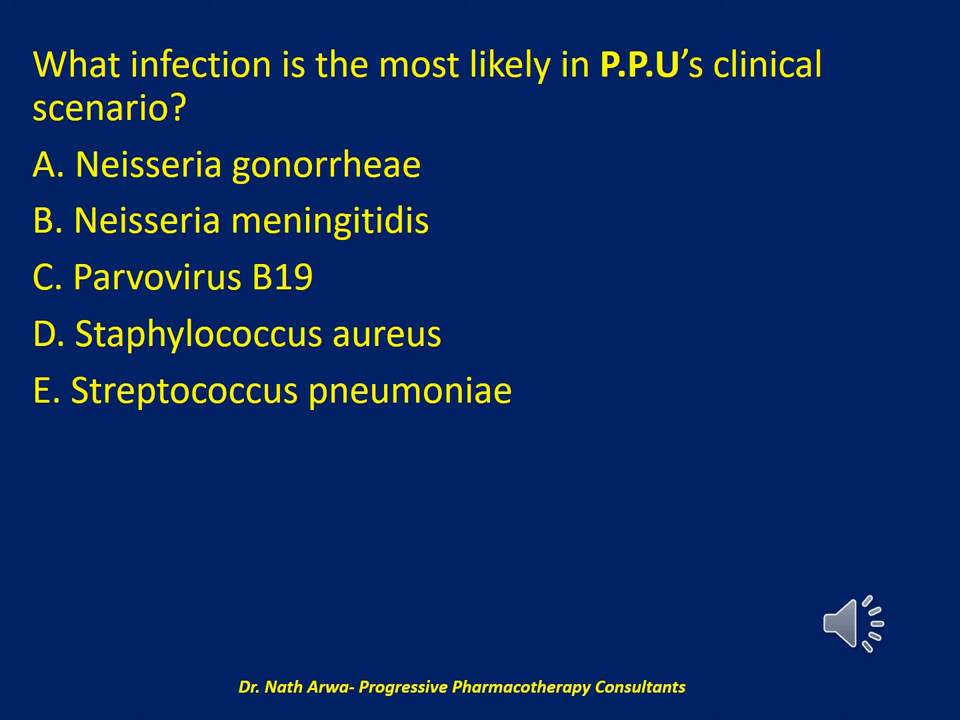 What infection is the most likely in P.P.U’s clinical
scenario?
A. Neisseria gonorrheae
B. Neisseria meningitidis
C. Parvovirus B19
D. Staphylococcus aureus
E. Streptococcus pneumoniae
Dr. Nath Arwa- Progressive Pharmacotherapy Consultants